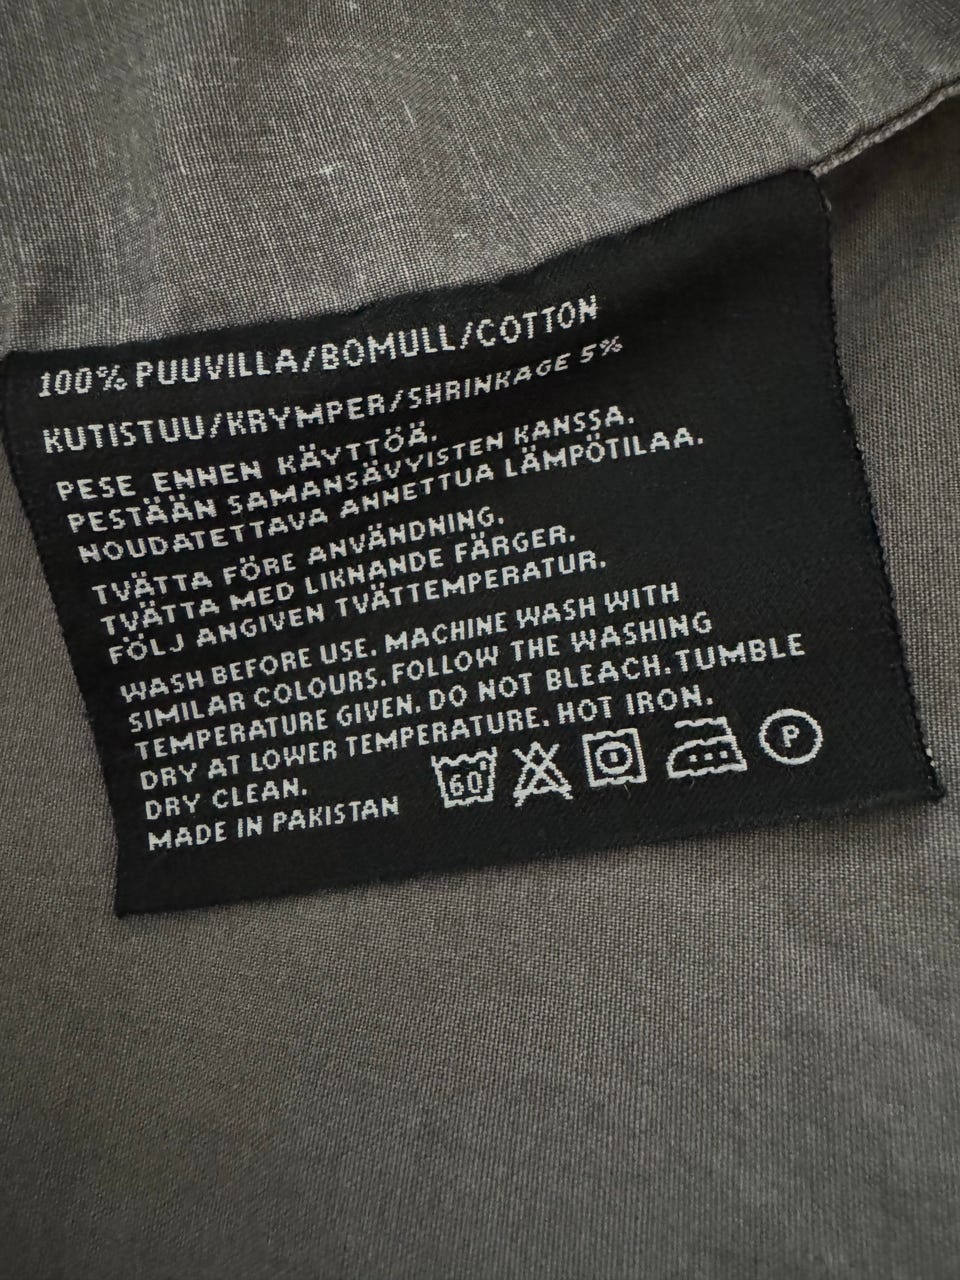 100% PUUVILLA/BOMULL/COTTON
KUTISTUU/KRYMPER/SHRINKAGE 5%
PESE ENNEN KÄYTTÖÄ.
PESTÄÄN SAMANSÄVYISTEN KANSSA.
NOUDATETTAVA ANNETTUA LÄMPÖTILAA.
TVÄTTA FÖRE ANVÄNDNING.
TVÄTTA MED LIKNANDE FÄRGER.
FÖLJ ANGIVEN TVÄTTEMPERATUR.
WASH BEFORE USE. MACHINE WASH WITH
SIMILAR COLOURS. FOLLOW THE WASHING
TEMPERATURE GIVEN. DO NOT BLEACH. TUMBLE
DRY AT LOWER TEMPERATURE. HOT IRON.
DRY CLEAN.
MADE IN PAKISTAN
60° P